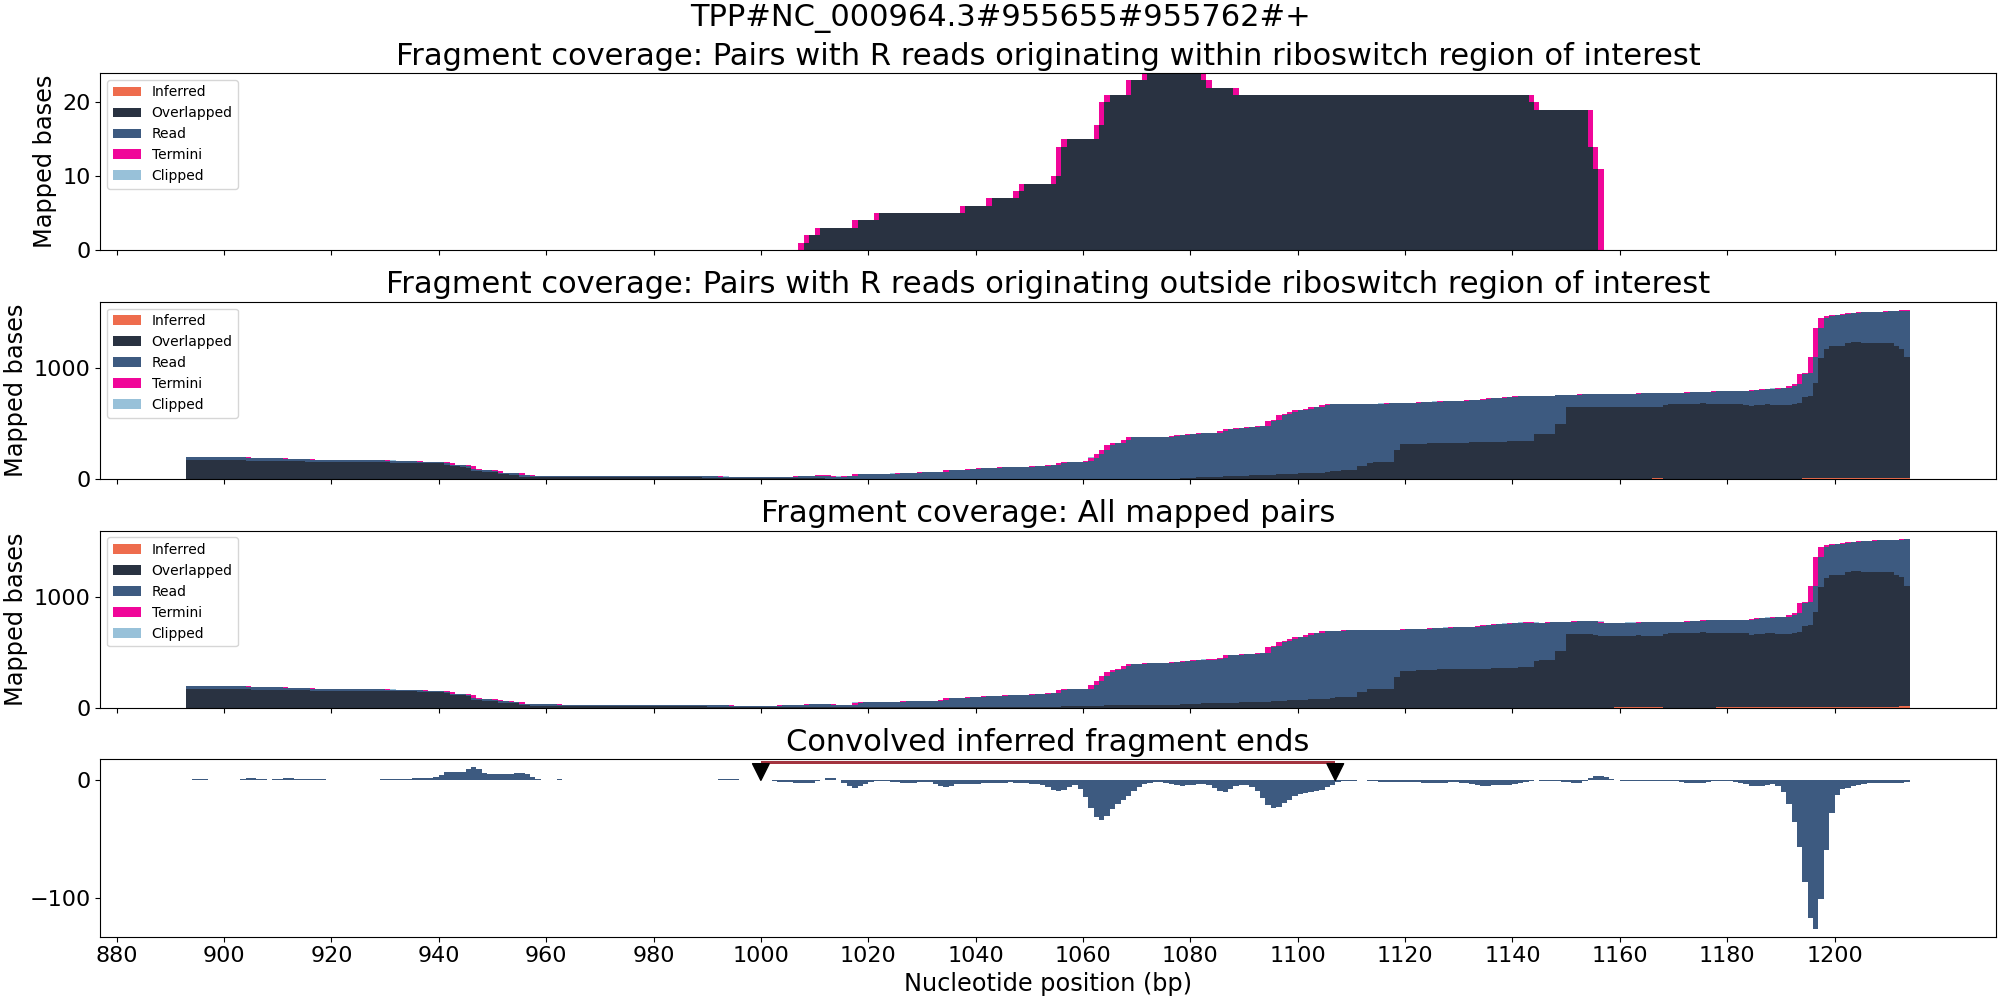 TPP#NC_000964.3#955655#955762#+
Fragment coverage: Pairs with R reads originating within riboswitch region of interest
Mapped bases
20
10
0
Inferred
Overlapped
Read
Termini
Clipped
Fragment coverage: Pairs with R reads originating outside riboswitch region of interest
Mapped bases
1000
0
Inferred
Overlapped
Read
Termini
Clipped
Fragment coverage: All mapped pairs
Mapped bases
1000
0
Inferred
Overlapped
Read
Termini
Clipped
Convolved inferred fragment ends
0
−100
880 900 920 940 960 980 1000 1020 1040 1060 1080 1100 1120 1140 1160 1180 1200
Nucleotide position (bp)